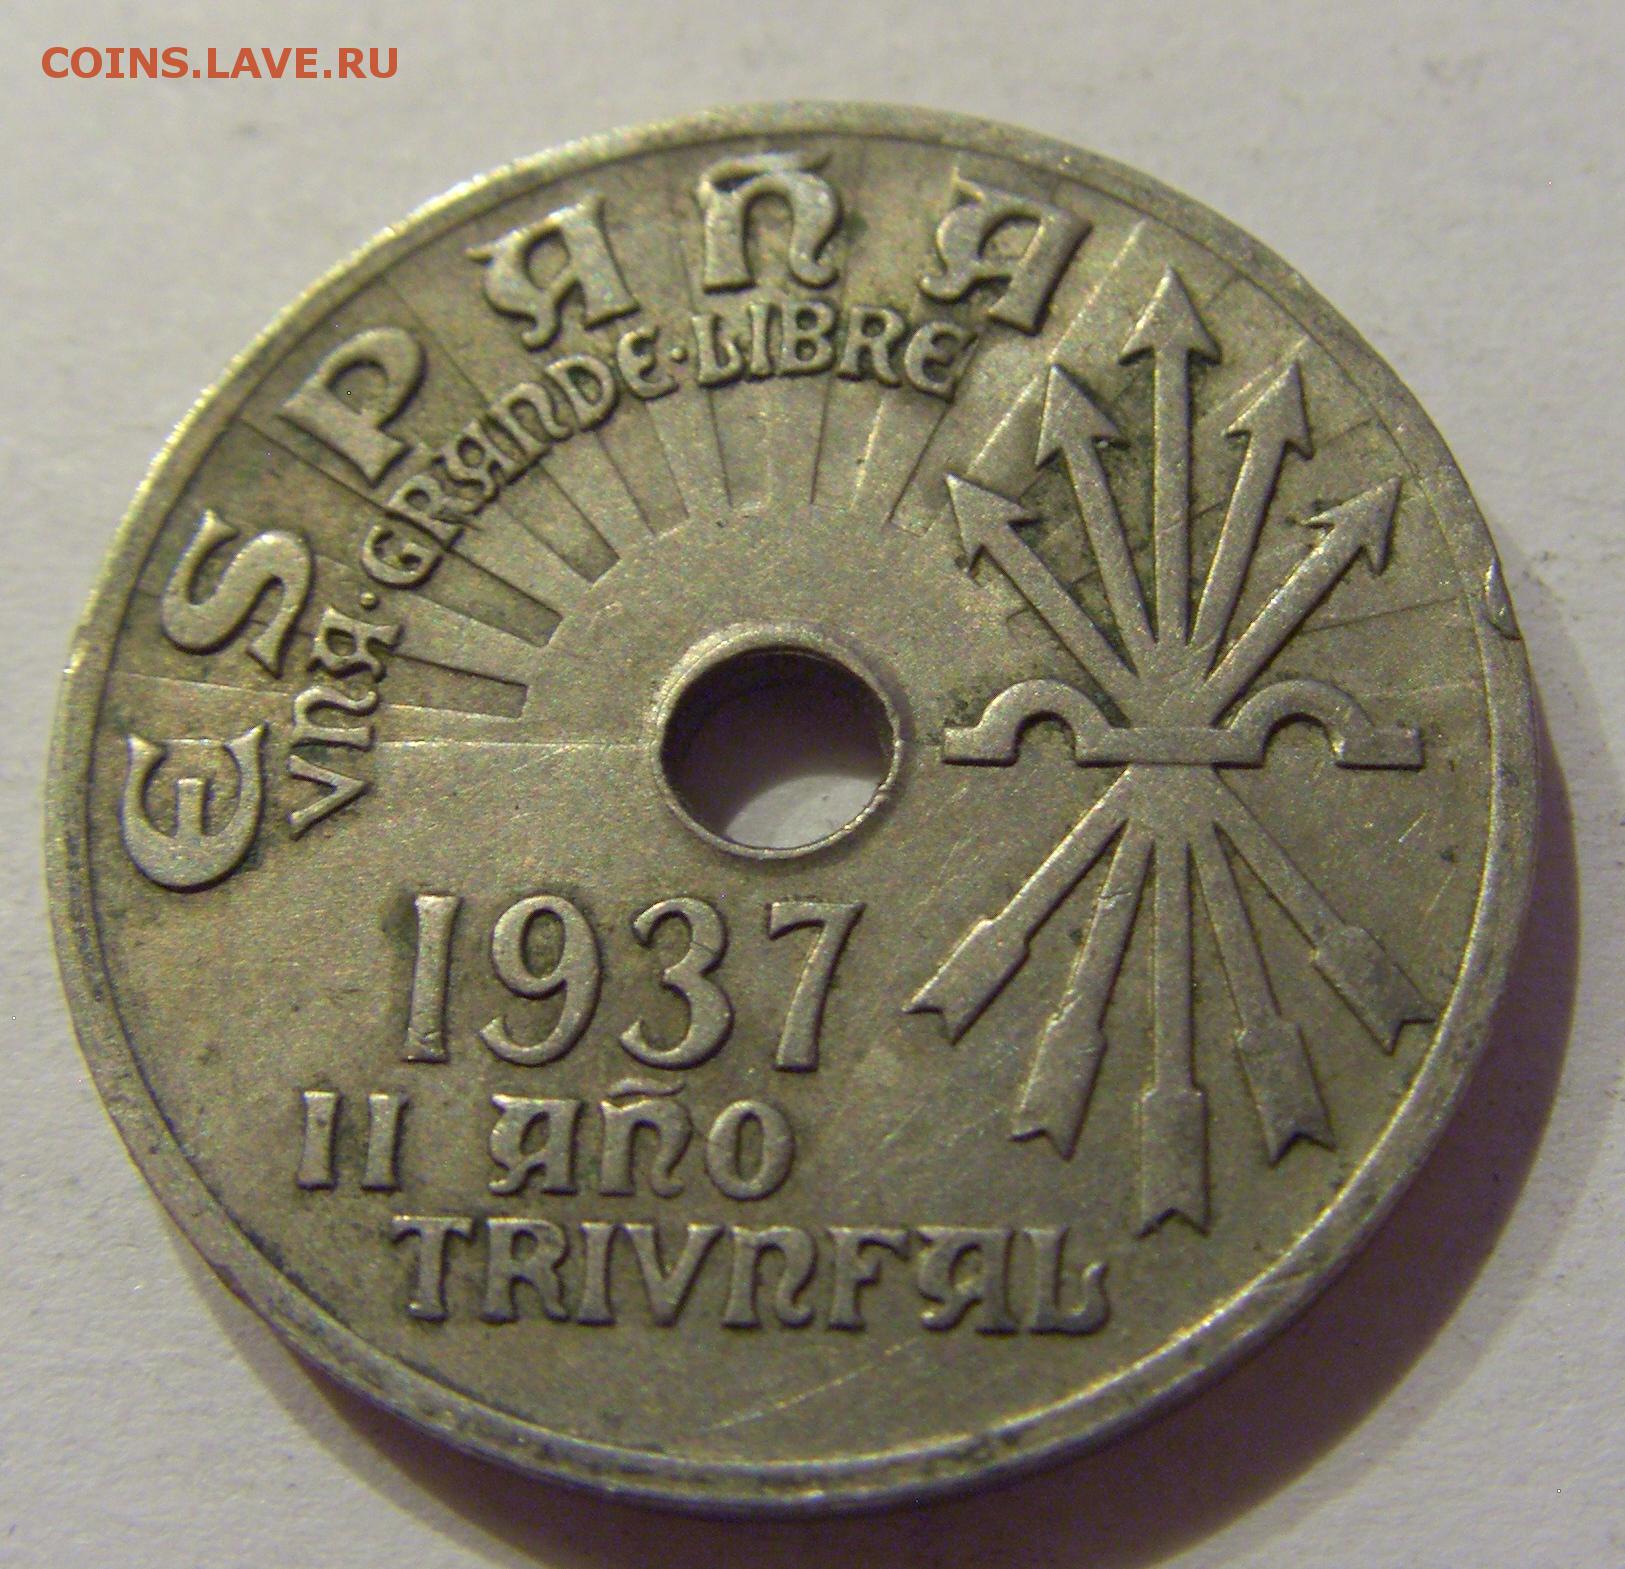 COINS.LAVE.RU
ESPAÑA
VNA·GRANDE·LIBRE
1937
II AÑO
TRIVNFAL